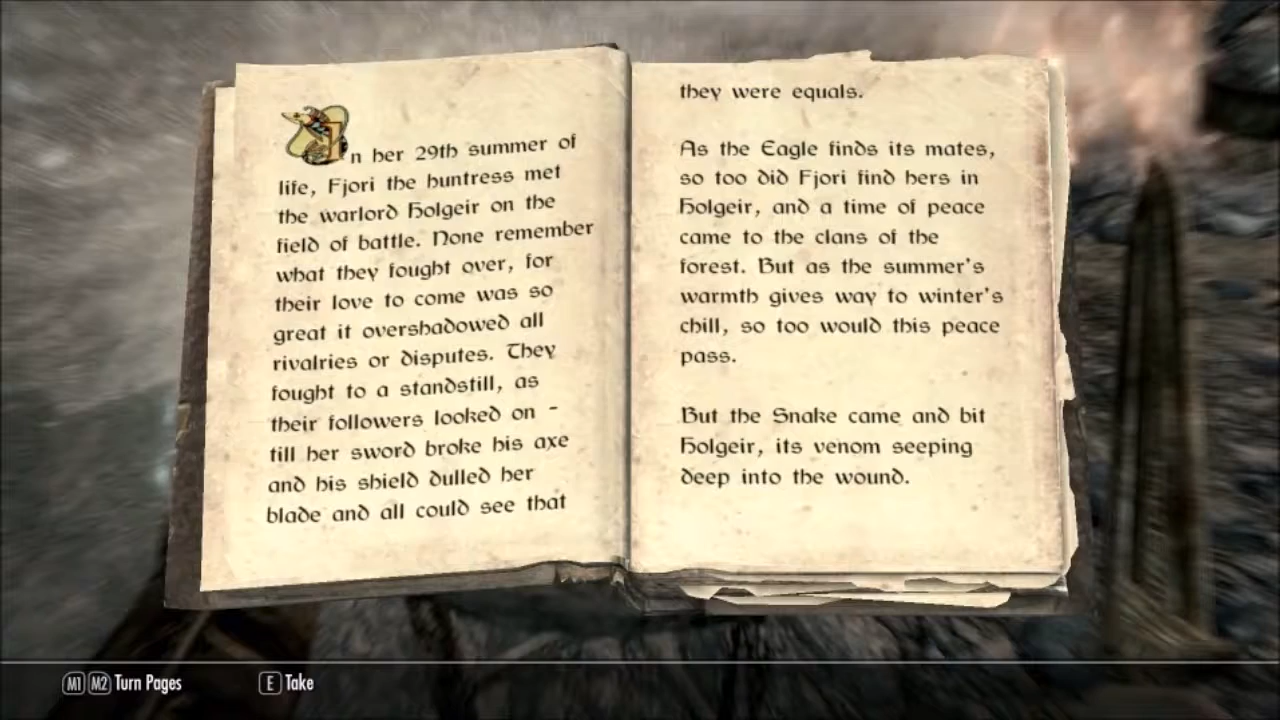 In her 29th summer of
life, Fjori the huntress met
the warlord Holgeir on the
field of battle. None remember
what they fought over, for
their love to come was so
great it overshadowed all
rivalries or disputes. They
fought to a standstill, as
their followers looked on -
till her sword broke his axe
and his shield dulled her
blade and all could see that
they were equals.
As the Eagle finds its mates,
so too did Fjori find hers in
Holgeir, and a time of peace
came to the clans of the
forest. But as the summer's
warmth gives way to winter's
chill, so too would this peace
pass.
But the Snake came and bit
Holgeir, its venom seeping
deep into the wound.
M1 M2 Turn Pages
E Take